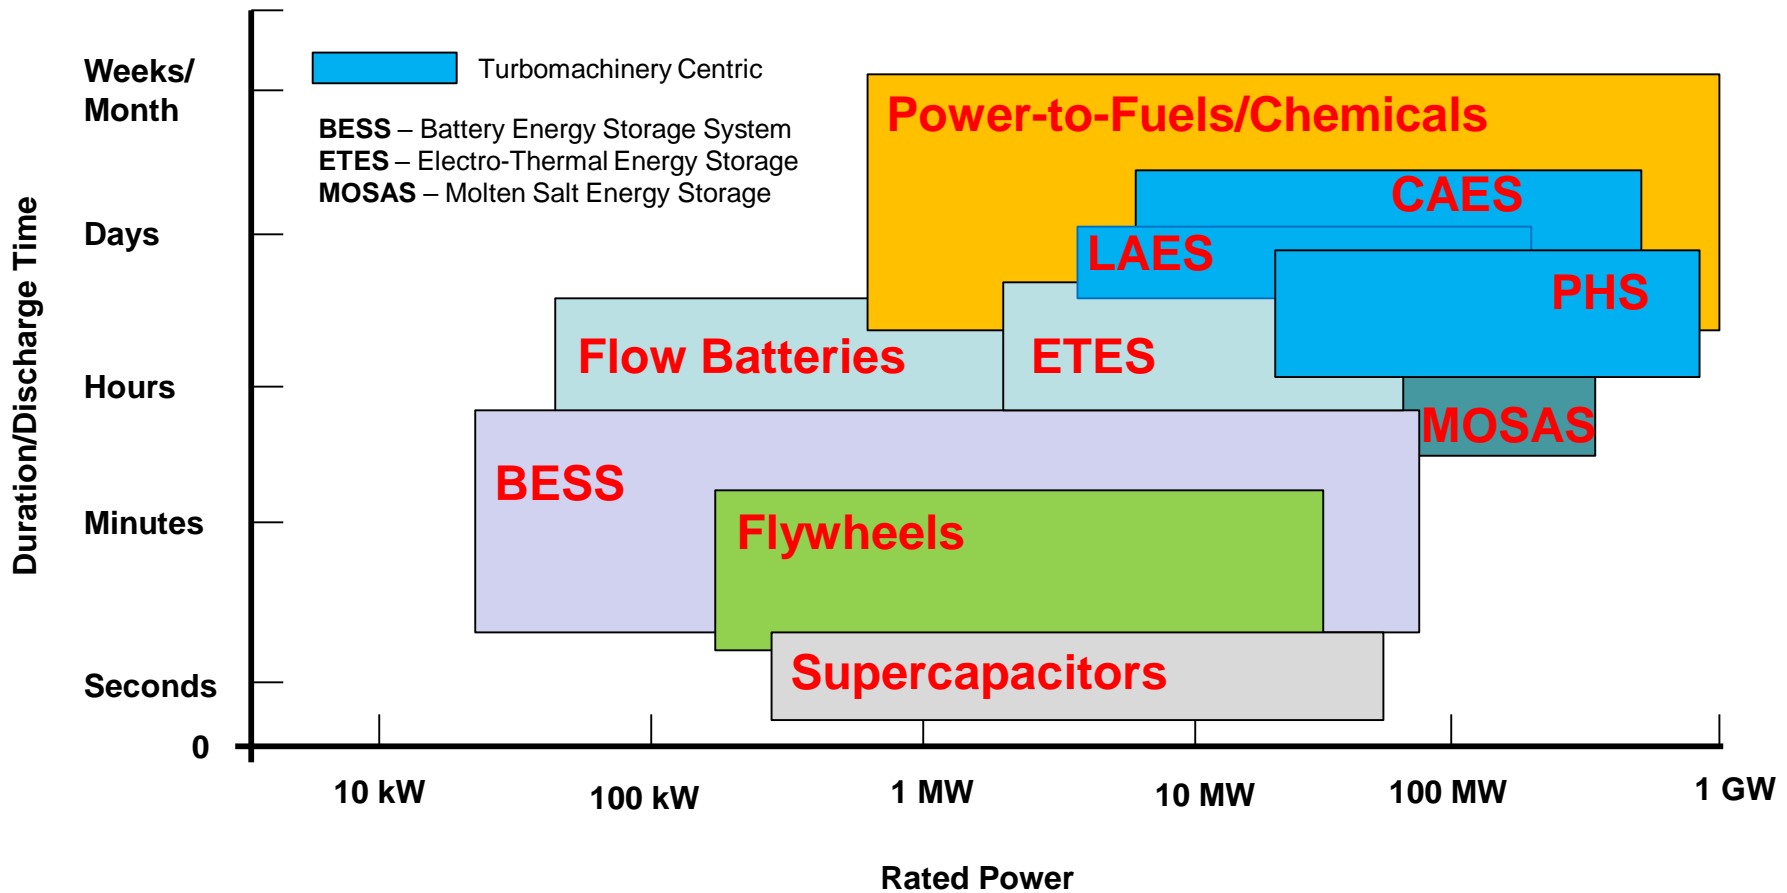 Weeks/
Month
Turbomachinery Centric
BESS – Battery Energy Storage System
ETES – Electro-Thermal Energy Storage
MOSAS – Molten Salt Energy Storage
Power-to-Fuels/Chemicals
CAES
Days
LAES
PHS
Duration/Discharge Time
Flow Batteries
ETES
Hours
MOSAS
BESS
Minutes
Flywheels
Seconds
Supercapacitors
0
10 kW
100 kW
1 MW
10 MW
100 MW
1 GW
Rated Power